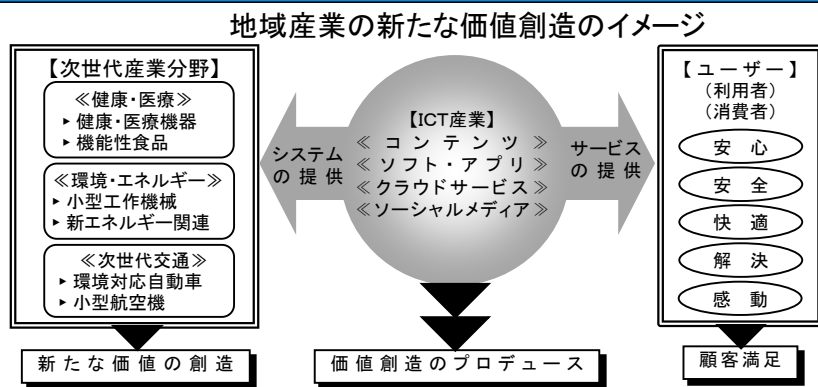 地域産業の新たな価値創造のイメージ
【次世代産業分野】
≪健康・医療≫
▸ 健康・医療機器
▸ 機能性食品
≪環境・エネルギー≫
▸ 小型工作機械
▸ 新エネルギー関連
≪次世代交通≫
▸ 環境対応自動車
▸ 小型航空機
新たな価値の創造
システム
の提供
【ICT産業】
≪コンテンツ≫
≪ソフト・アプリ≫
≪クラウドサービス≫
≪ソーシャルメディア≫
価値創造のプロデュース
サービス
の提供
【ユーザー】
（利用者）
（消費者）
安心
安全
快適
解決
感動
顧客満足